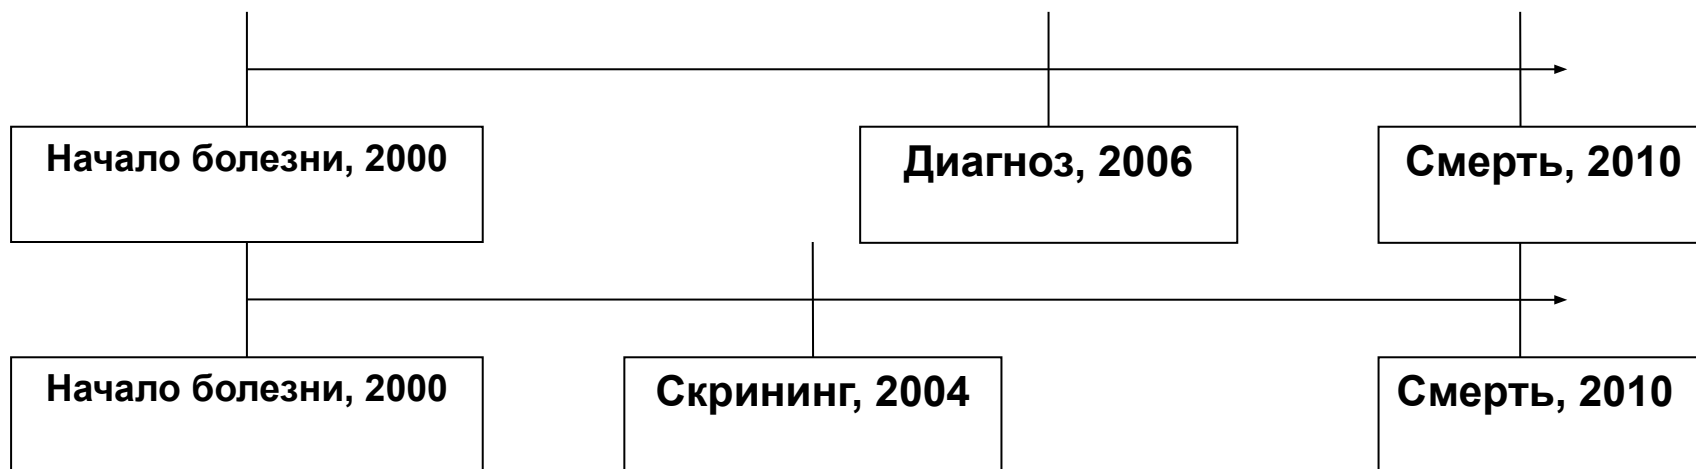 Начало болезни, 2000
Диагноз, 2006
Смерть, 2010
Начало болезни, 2000
Скрининг, 2004
Смерть, 2010